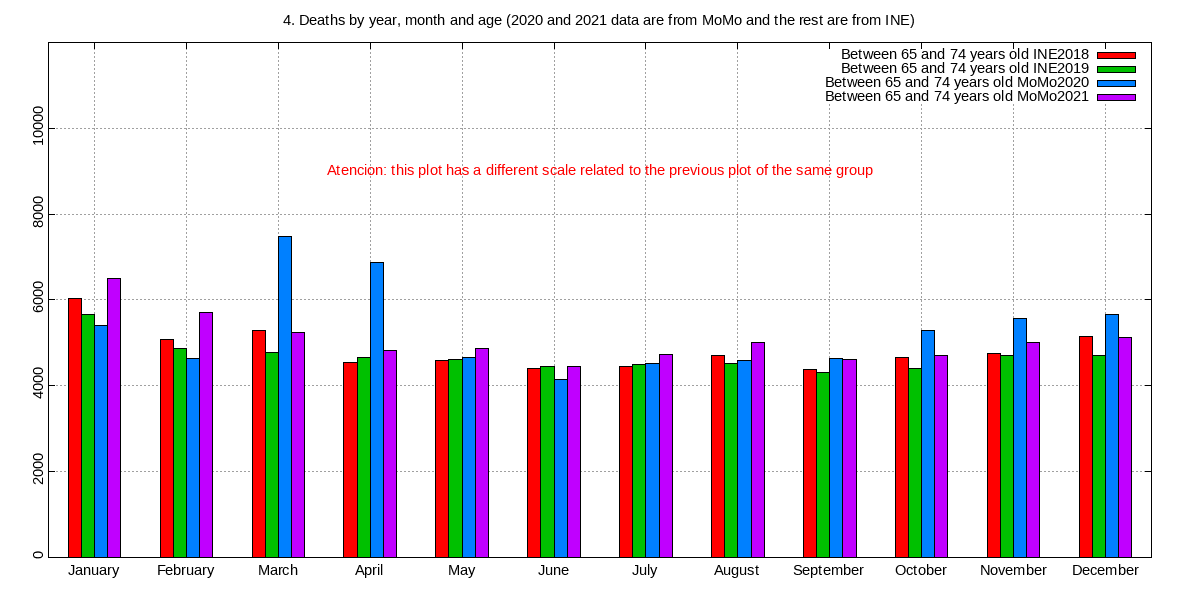 4. Deaths by year, month and age (2020 and 2021 data are from MoMo and the rest are from INE)
Between 65 and 74 years old INE2018
Between 65 and 74 years old INE2019
Between 65 and 74 years old MoMo2020
Between 65 and 74 years old MoMo2021
Atencion: this plot has a different scale related to the previous plot of the same group
10000
8000
6000
4000
2000
0
January February March April May June July August September October November December